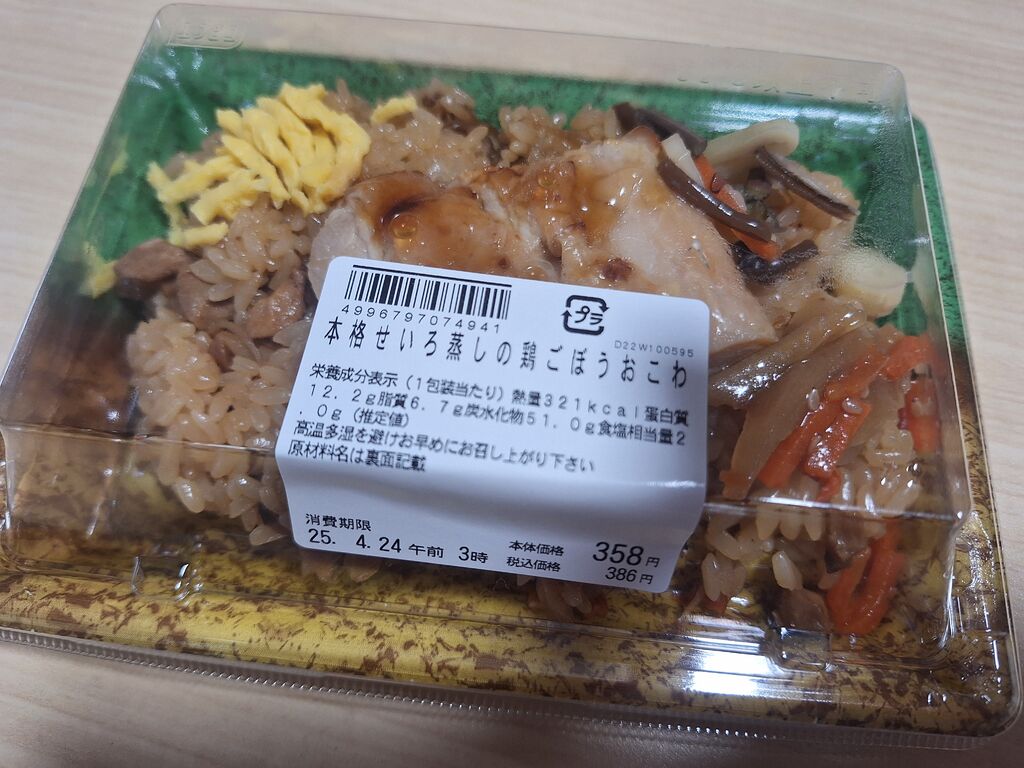 4996797074941
プラ
D22W100595
本格せいろ蒸しの鶏ごぼうおこわ
栄養成分表示（1包装当たり）熱量321kcal蛋白質
12.2g脂質6.7g炭水化物51.0g食塩相当量2
.0g（推定値）
高温多湿を避けお早めにお召し上がり下さい
原材料名は裏面記載
消費期限
25. 4.24午前 3時
本体価格 358円
税込価格 386円